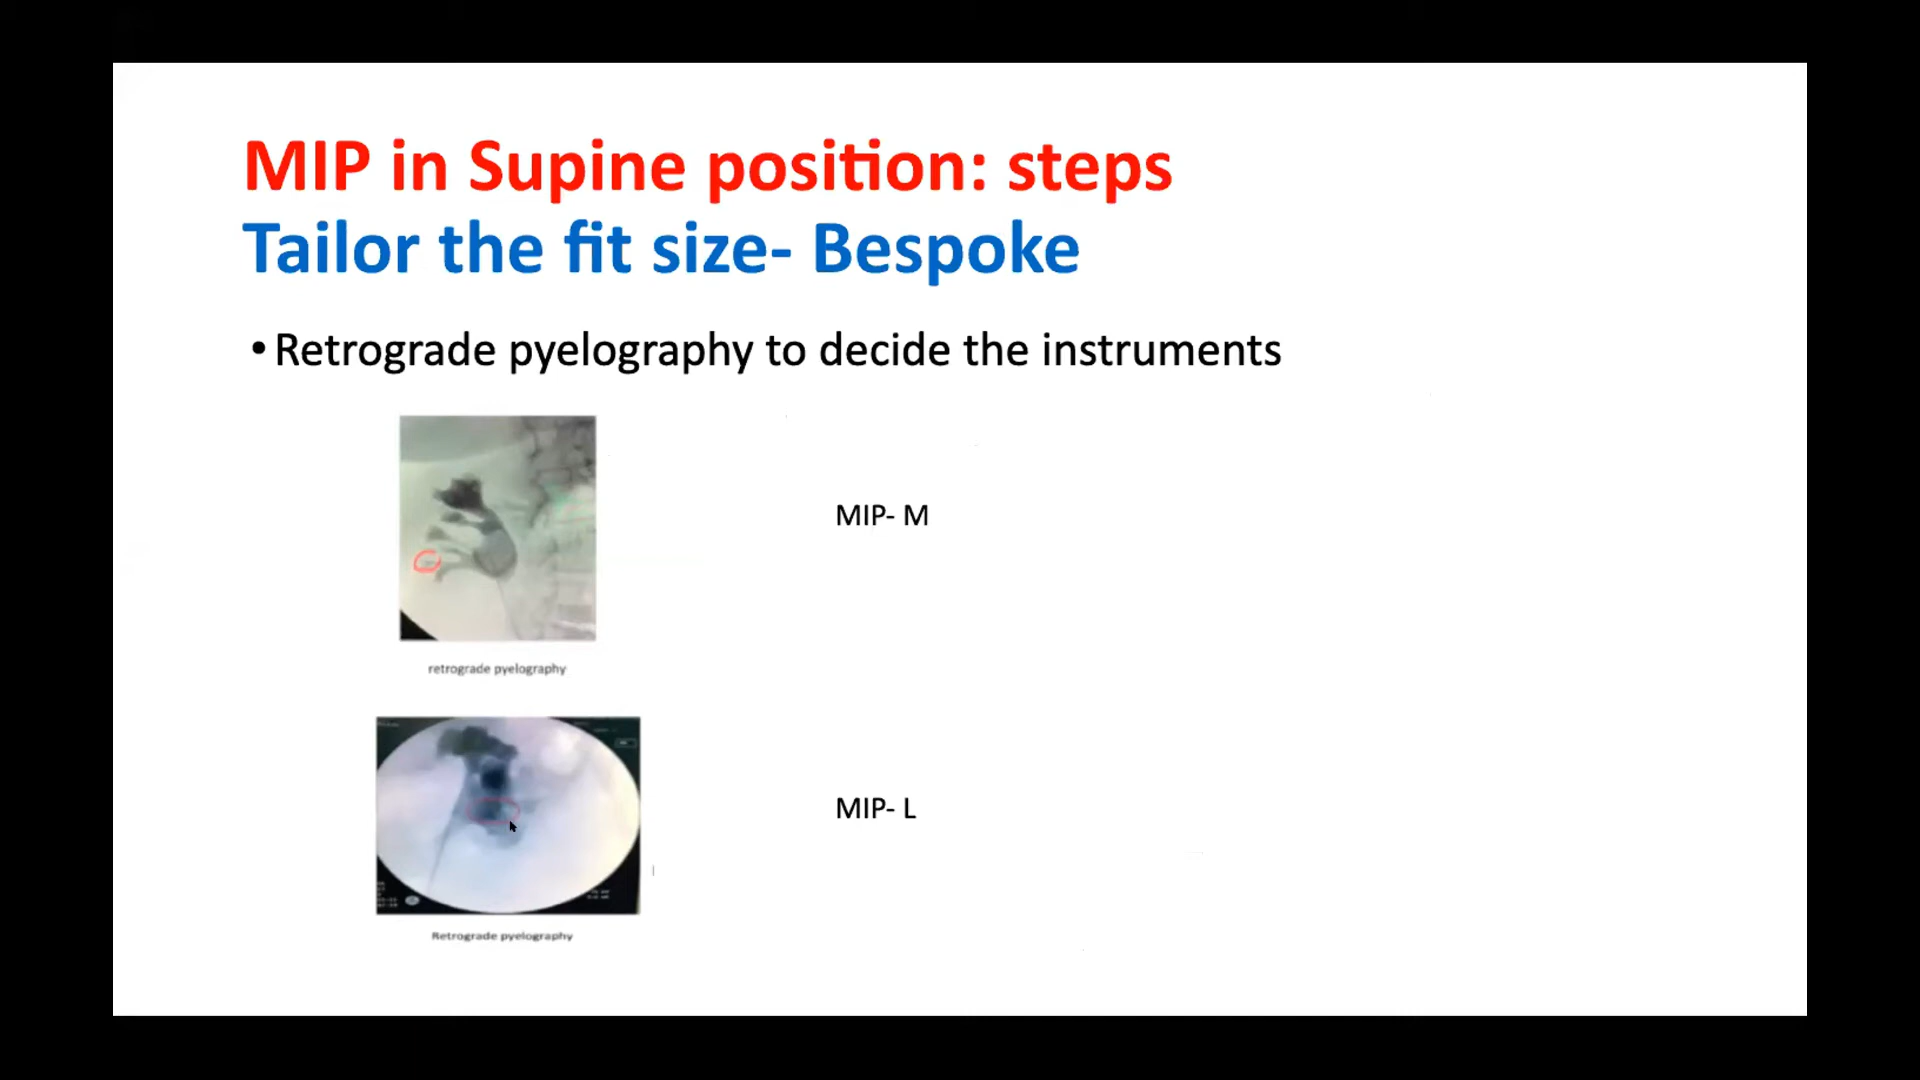 MIP in Supine position: steps
Tailor the fit size- Bespoke
• Retrograde pyelography to decide the instruments
MIP- M
retrograde pyelography
MIP- L
Retrograde pyelography